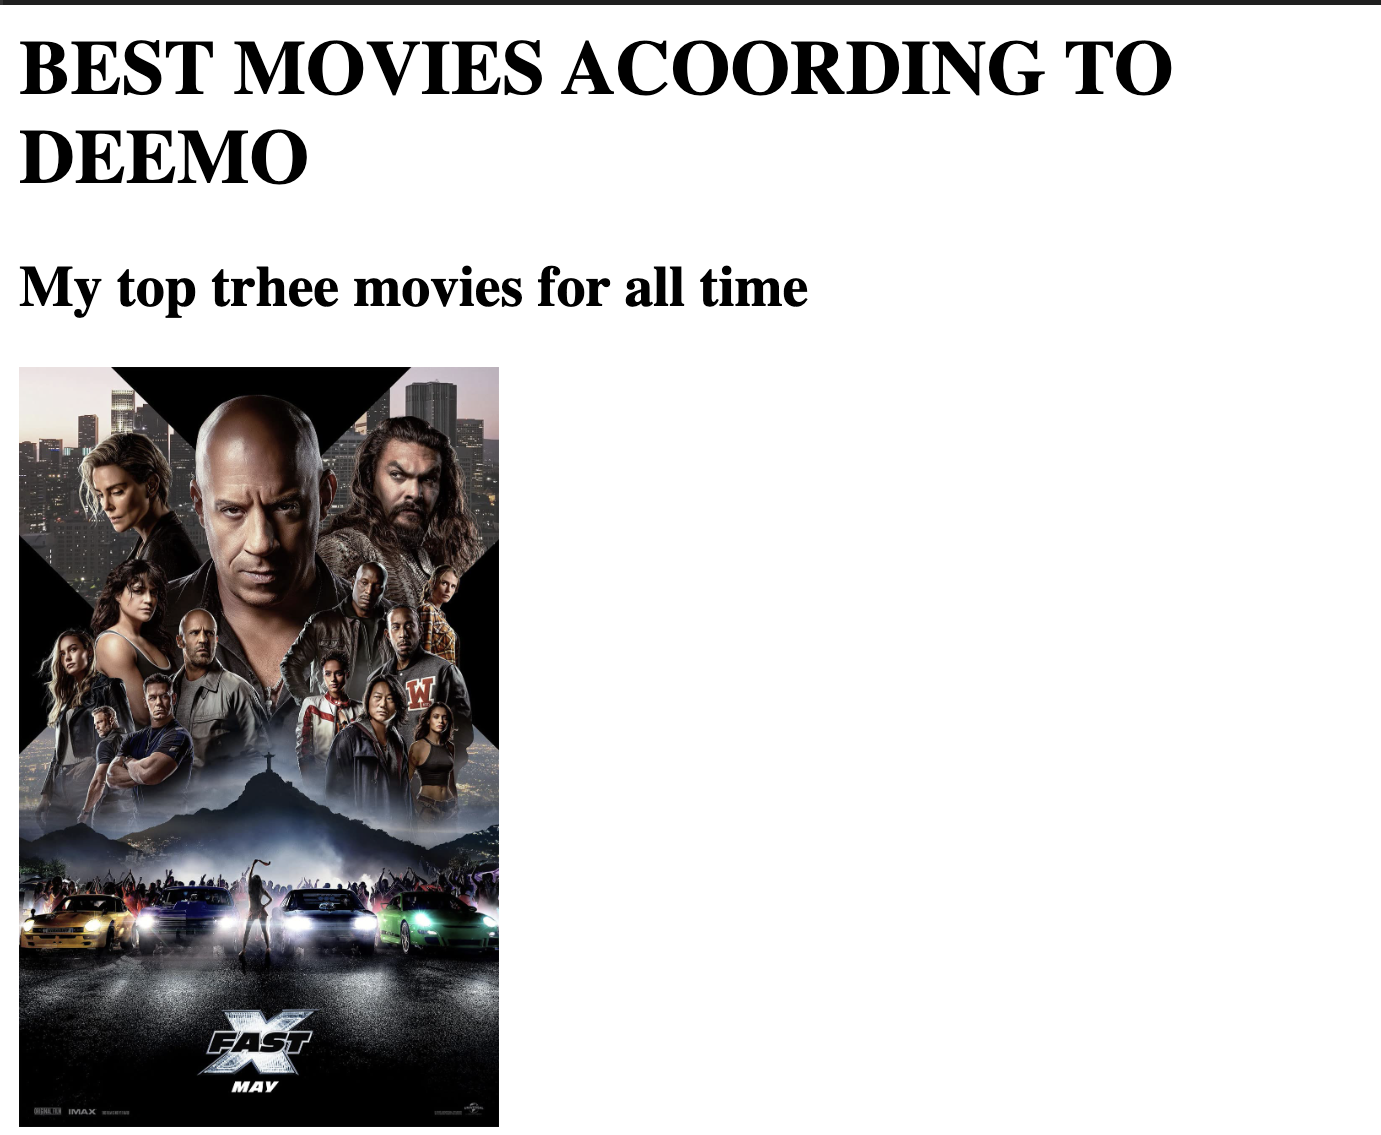 BEST MOVIES ACOORDING TO
DEEMO
My top trhee movies for all time
W
X
FAST
MAY
IMAX